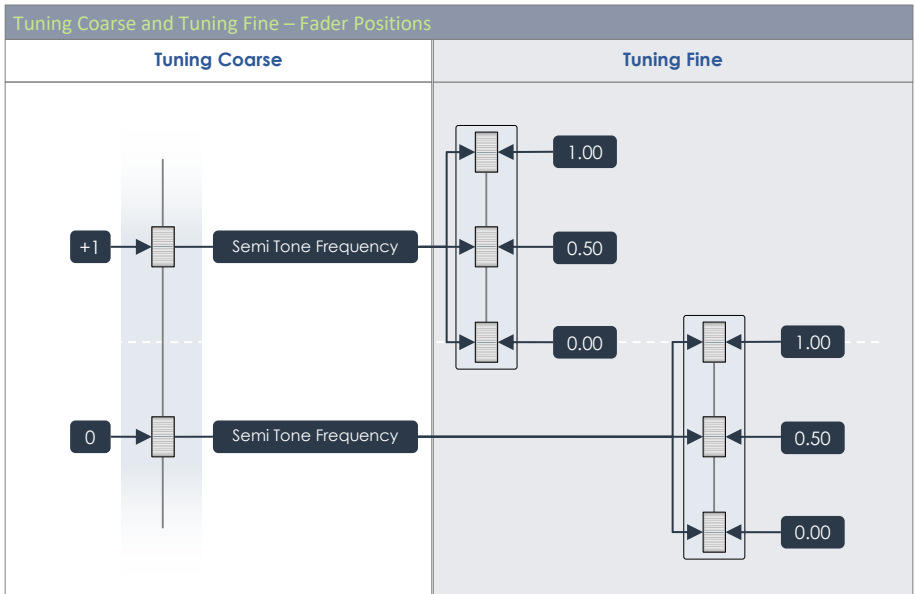 Tuning Coarse and Tuning Fine – Fader Positions
Tuning Coarse
Tuning Fine
1.00
+1
Semi Tone Frequency
0.50
0.00
1.00
0
Semi Tone Frequency
0.50
0.00